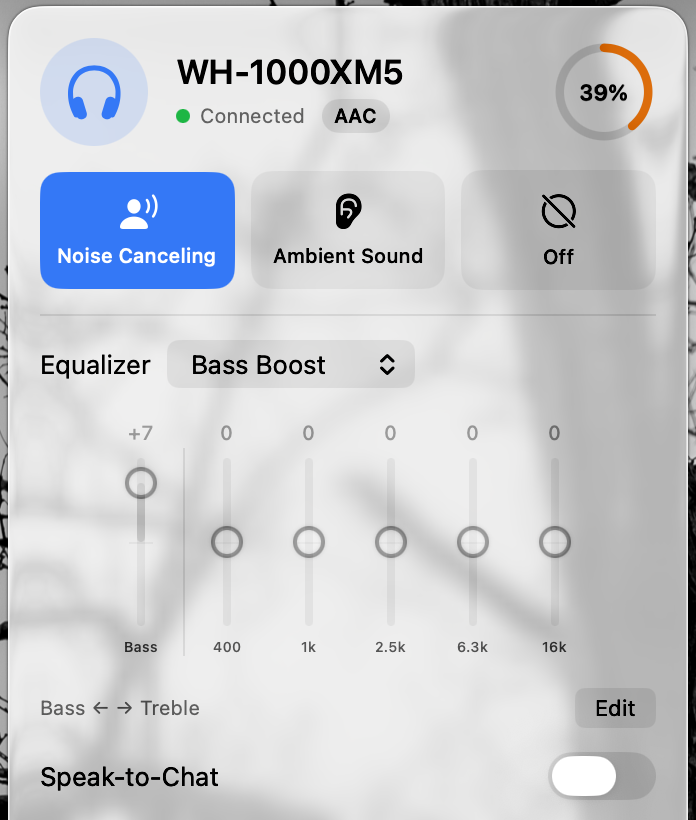 WH-1000XM5
39%
Connected AAC
Noise Canceling Ambient Sound Off
Equalizer Bass Boost
+7 0 0 0 0 0
Bass 400 1k 2.5k 6.3k 16k
Bass ← → Treble Edit
Speak-to-Chat